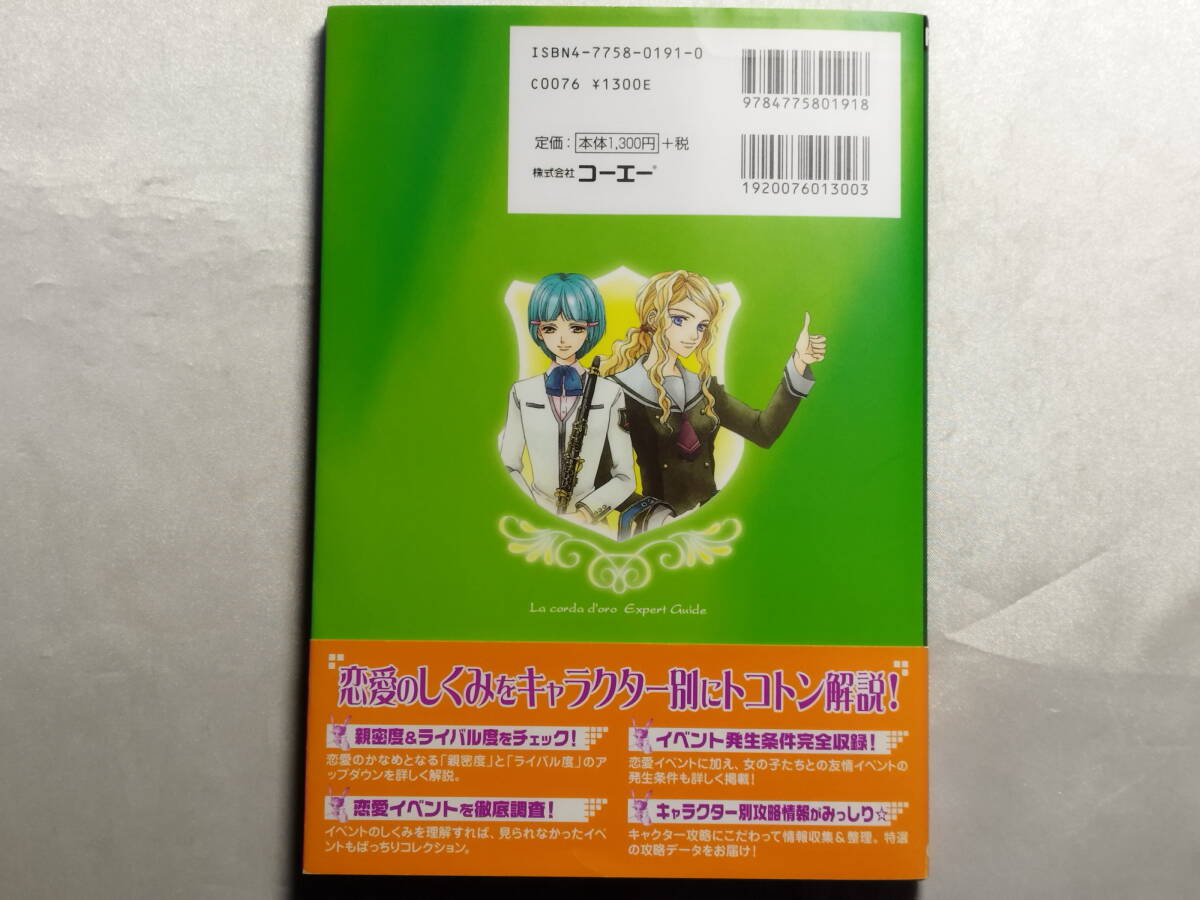 ISBN4-7758-0191-0
C0076 ¥1300E
9784775801918
定価：本体1,300円+税
株式会社コーエー®
1920076013003
La corda d'oro Expert Guide
恋愛のしくみをキャラクター別にトコトン解説！
親密度&ライバル度をチェック！
恋愛のかなめとなる「親密度」と「ライバル度」のア
ップダウンを詳しく解説。
イベント発生条件完全収録！
恋愛イベントに加え、女の子たちとの友情イベントの
発生条件も詳しく掲載！
恋愛イベントを徹底調査！
イベントのしくみを理解すれば、見られなかったイベ
ントもばっちりコレクション。
キャラクター別攻略情報がみっしり☆
キャクター攻略にこだわって情報収集&整理。特選
の攻略データをお届け！